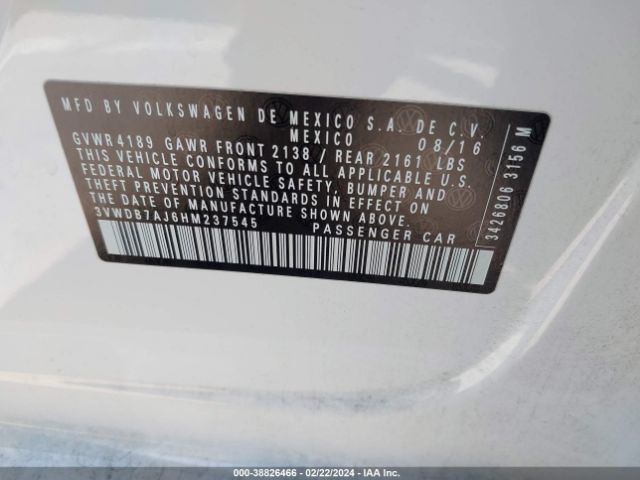 MFD BY VOLKSWAGEN DE MEXICO S.A. DE C.V.
MEXICO 08/16
GVWR 4189 GAWR FRONT 2138 / REAR 2161 LBS
THIS VEHICLE CONFORMS TO ALL APPLICABLE U.S.
FEDERAL MOTOR VEHICLE SAFETY, BUMPER AND
THEFT PREVENTION STANDARDS IN EFFECT ON
THE DATE OF MANUFACTURE SHOWN ABOVE.
3VWDB7AJ6HM237545 PASSENGER CAR
3426806 3156 M
000-38826466 - 02/22/2024 - IAA Inc.